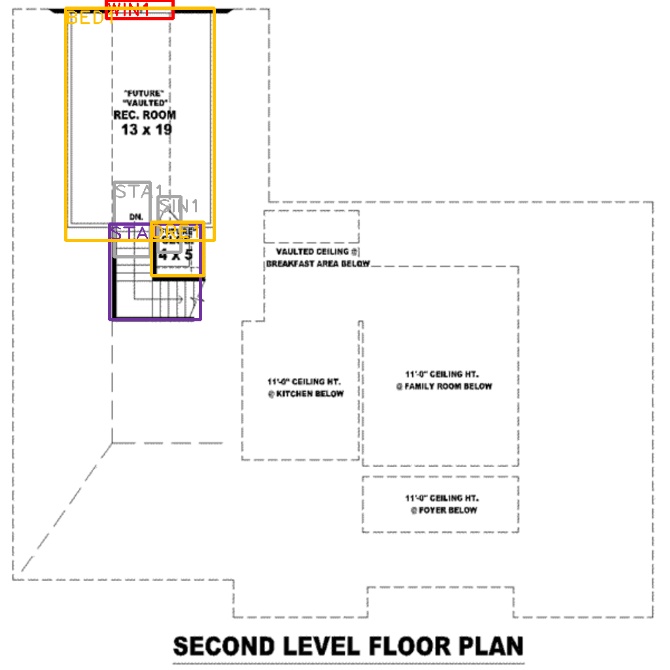 WIN1
BED
"FUTURE"
"VAULTED"
REC. ROOM
13 x 19
STA1
SIN1
DN.
STA
4 x 5
VAULTED CEILING @
BREAKFAST AREA BELOW
11'-0" CEILING HT.
@ KITCHEN BELOW
11'-0" CEILING HT.
@ FAMILY ROOM BELOW
11'-0" CEILING HT.
@ FOYER BELOW
SECOND LEVEL FLOOR PLAN